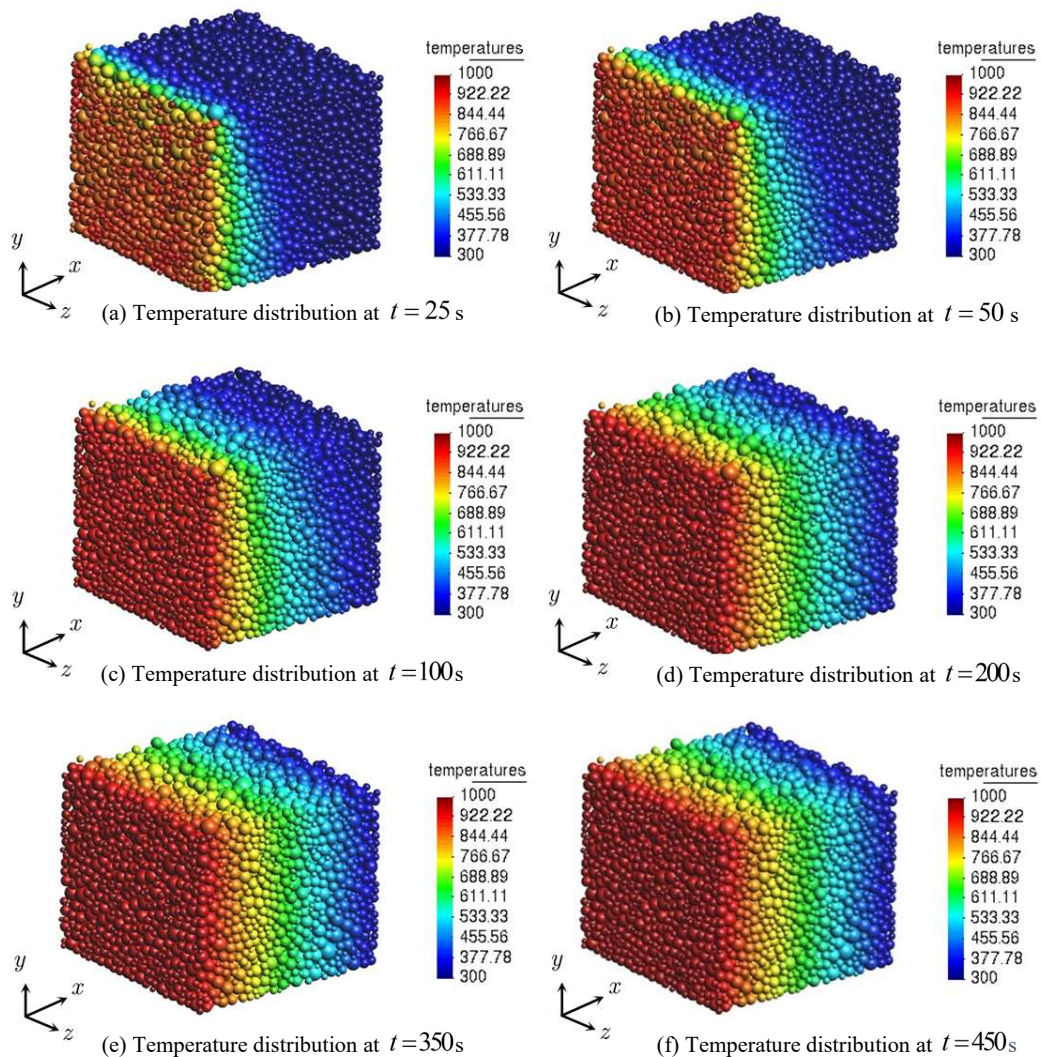 temperatures
1000
922.22
844.44
766.67
688.89
611.11
533.33
455.56
377.78
300
y
x
z
(a) Temperature distribution at t = 25 s
temperatures
1000
922.22
844.44
766.67
688.89
611.11
533.33
455.56
377.78
300
y
x
z
(b) Temperature distribution at t = 50 s
temperatures
1000
922.22
844.44
766.67
688.89
611.11
533.33
455.56
377.78
300
y
x
z
(c) Temperature distribution at t = 100 s
temperatures
1000
922.22
844.44
766.67
688.89
611.11
533.33
455.56
377.78
300
y
x
z
(d) Temperature distribution at t = 200 s
temperatures
1000
922.22
844.44
766.67
688.89
611.11
533.33
455.56
377.78
300
y
x
z
(e) Temperature distribution at t = 350 s
temperatures
1000
922.22
844.44
766.67
688.89
611.11
533.33
455.56
377.78
300
y
x
z
(f) Temperature distribution at t = 450 s